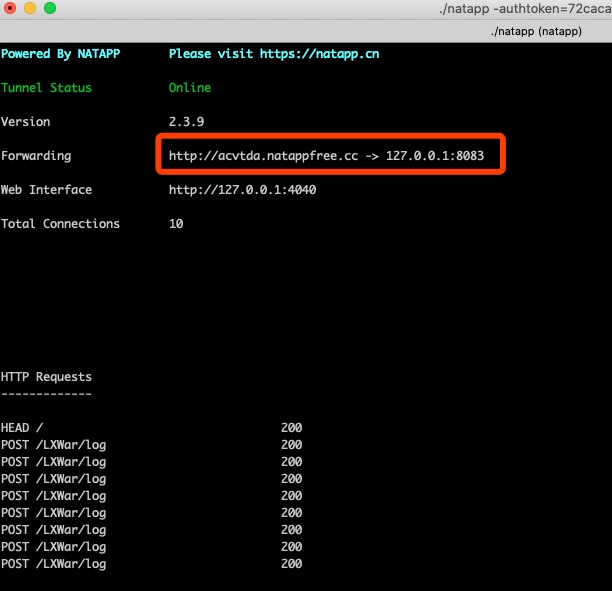 ./natapp -authtoken=72caca
./natapp (natapp)
Powered By NATAPP Please visit https://natapp.cn
Tunnel Status Online
Version 2.3.9
Forwarding http://acvtda.natappfree.cc -> 127.0.0.1:8083
Web Interface http://127.0.0.1:4040
Total Connections 10
HTTP Requests
-------------
HEAD / 200
POST /LXWar/log 200
POST /LXWar/log 200
POST /LXWar/log 200
POST /LXWar/log 200
POST /LXWar/log 200
POST /LXWar/log 200
POST /LXWar/log 200
POST /LXWar/log 200